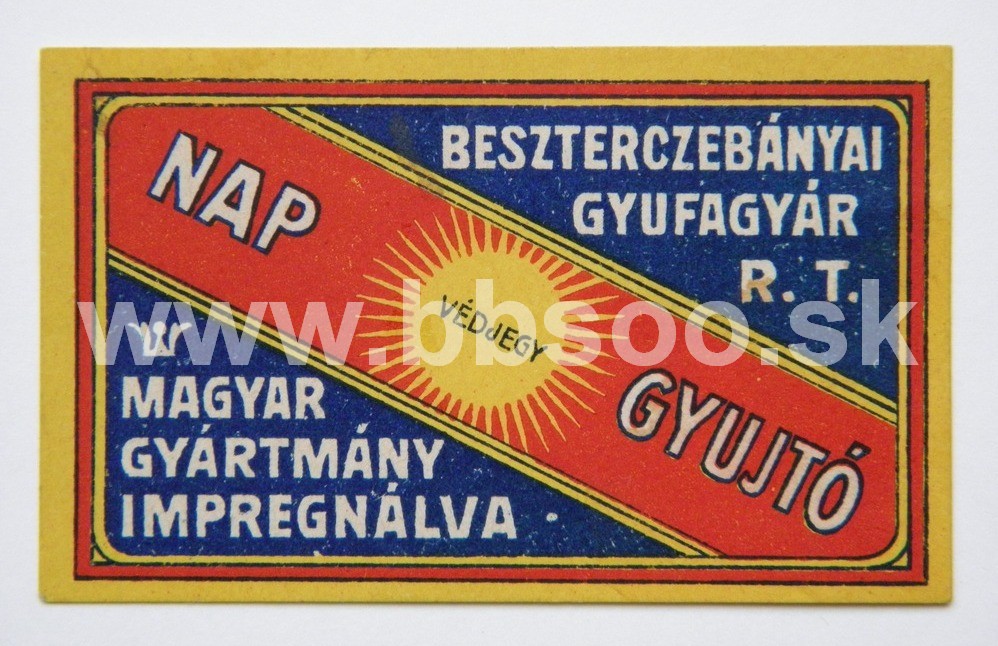 NAP
GYUJTÓ
VÉDJEGY
BESZTERCZEBÁNYAI
GYUFAGYÁR
R. T.
MAGYAR
GYÁRTMÁNY
IMPREGNÁLVA
www.bbsoo.sk